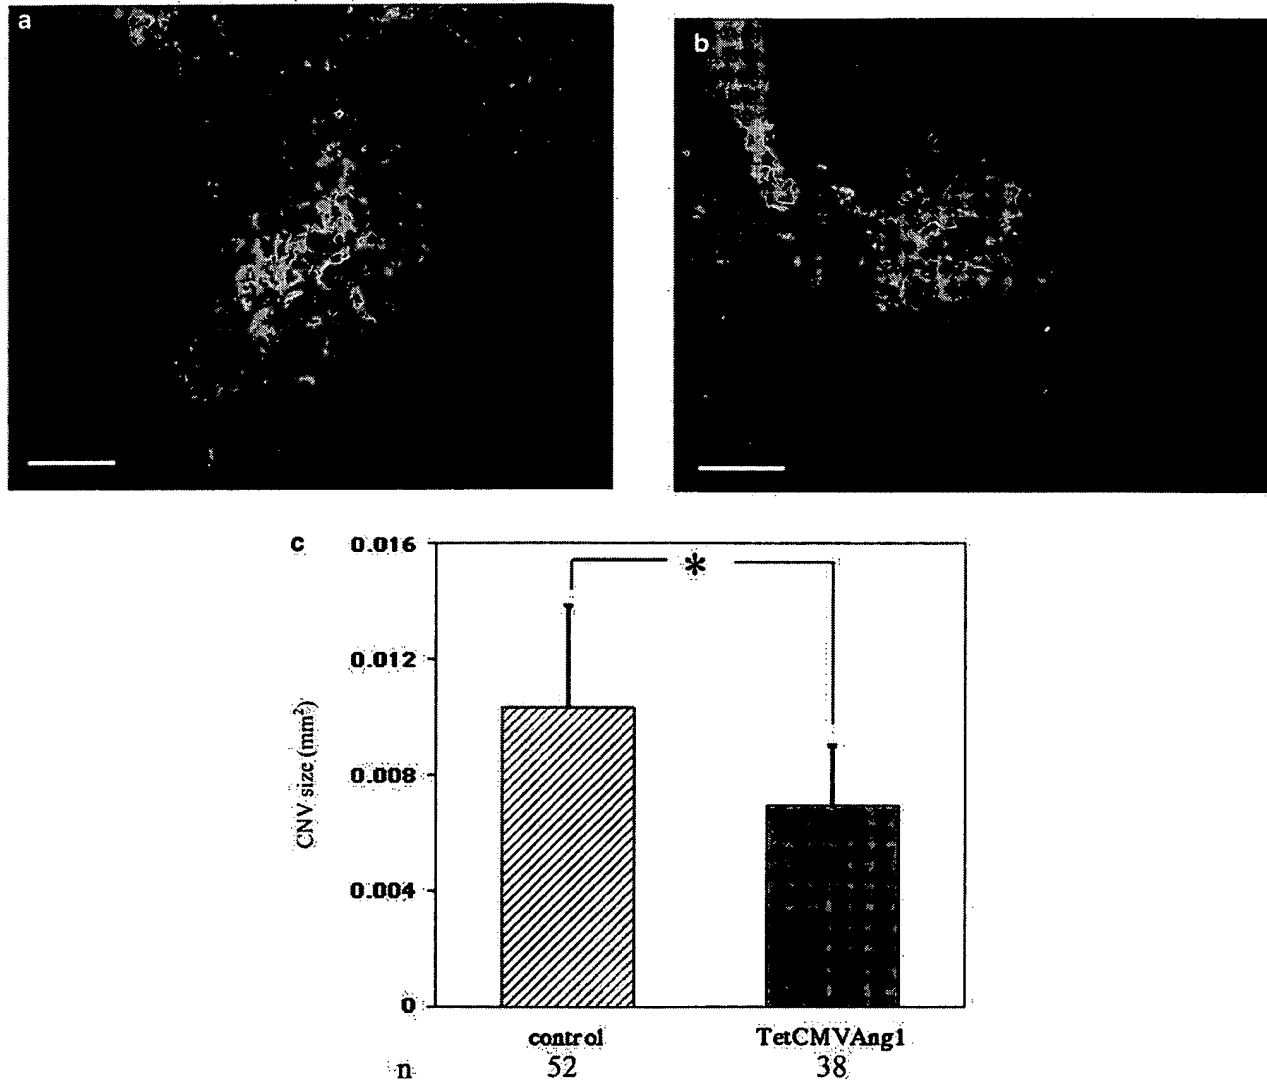 a
b
c
0.016
*
0.012
CNV size (mm²)
0.008
0.004
0
control
TetCMVAng1
n
52
38